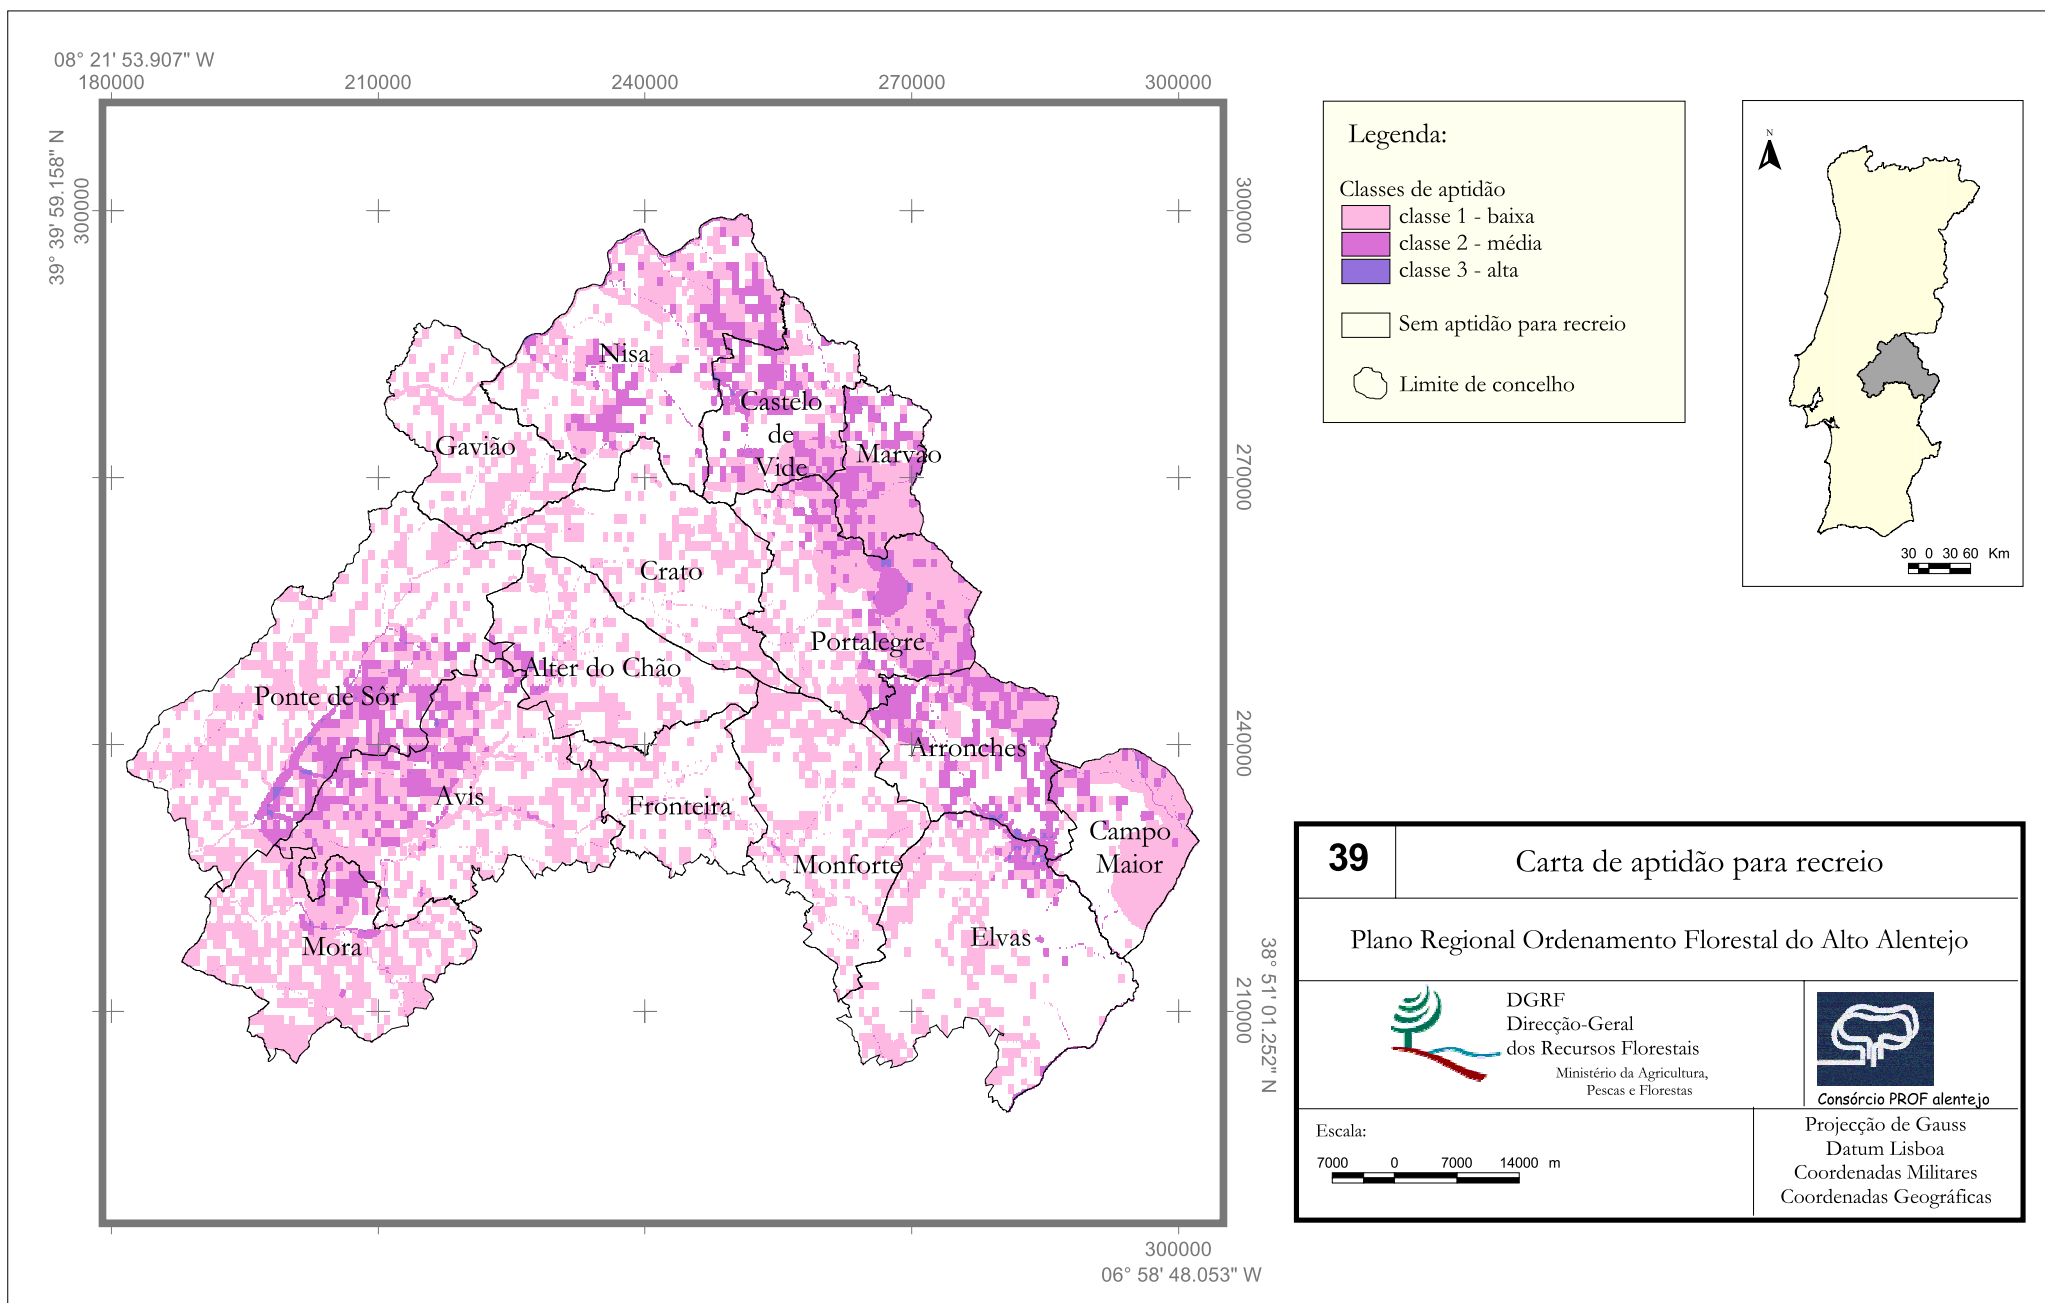 08° 21' 53.907" W
180000
210000
240000
270000
300000
39° 39' 59.158" N
300000
300000
270000
240000
210000
38° 51' 01.252" N
300000
06° 58' 48.053" W
Nisa
Castelo
de
Vide
Marvão
Gavião
Crato
Portalegre
Alter do Chão
Ponte de Sôr
Arronches
Avis
Fronteira
Campo
Maior
Monforte
Elvas
Mora
Legenda:
Classes de aptidão
classe 1 - baixa
classe 2 - média
classe 3 - alta
Sem aptidão para recreio
Limite de concelho
N
30 0 30 60 Km
39
Carta de aptidão para recreio
Plano Regional Ordenamento Florestal do Alto Alentejo
DGRF
Direcção-Geral
dos Recursos Florestais
Ministério da Agricultura,
Pescas e Florestas
Consórcio PROF alentejo
Escala:
7000 0 7000 14000 m
Projecção de Gauss
Datum Lisboa
Coordenadas Militares
Coordenadas Geográficas